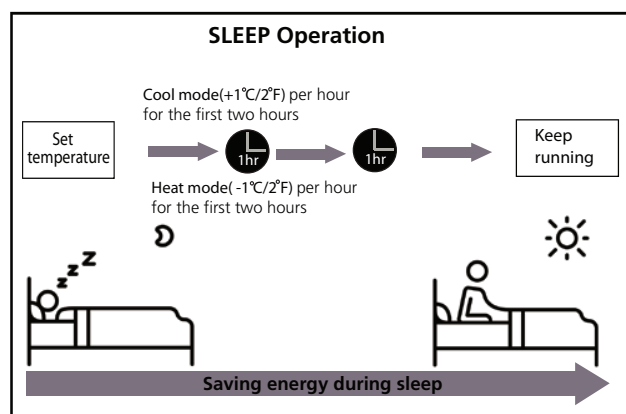 SLEEP Operation
Cool mode(+1°C/2°F) per hour
for the first two hours
Set
temperature
1hr
1hr
Keep
running
Heat mode( -1°C/2°F) per hour
for the first two hours
z z z
Saving energy during sleep